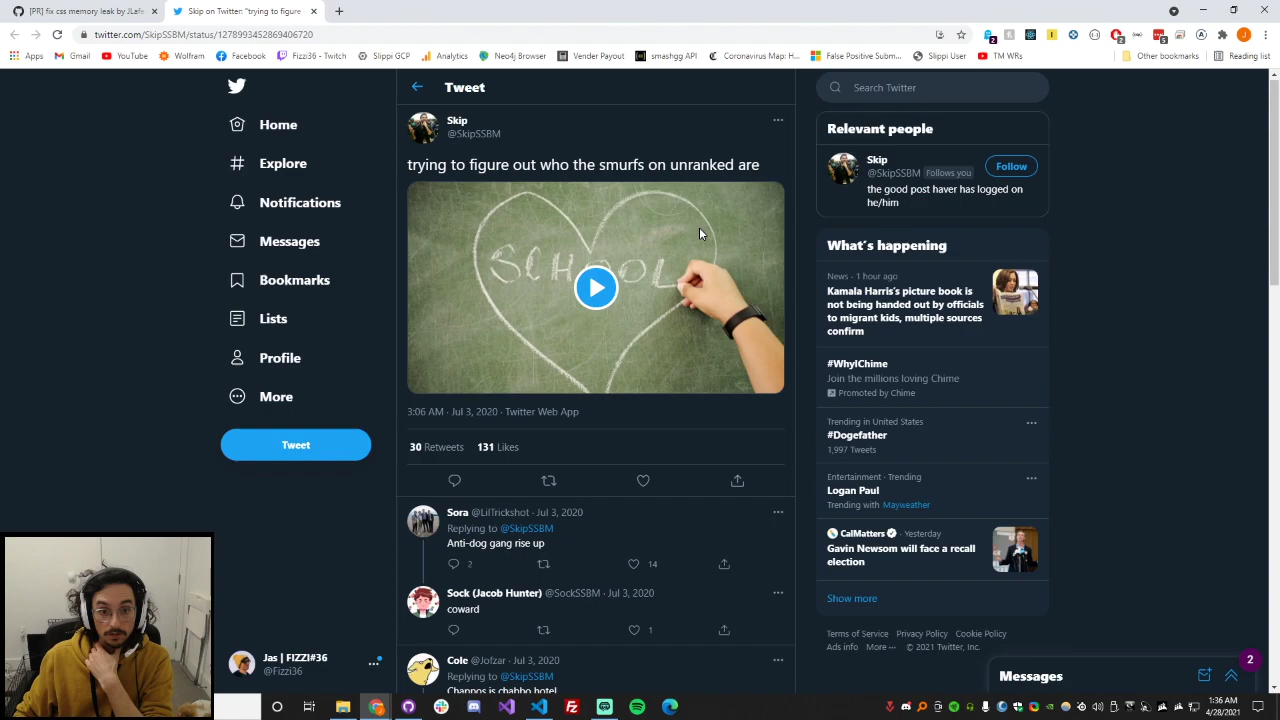 [PR] fix css memory leak by JLafe
Skip on Twitter "trying to figure
twitter.com/SkipSSBM/status/1278993452869406720
Apps
Gmail
YouTube
Wolfram
Facebook
Fizzi36 - Twitch
Slippi GCP
Analytics
Neo4j Browser
Vender Payout
smashgg API
Coronavirus Map: H...
False Positive Subm...
Slippi User
TM WRs
Other bookmarks
Reading list
Home
Explore
Notifications
Messages
Bookmarks
Lists
Profile
More
Tweet
Jas | FIZZI#36
@Fizzi36
Tweet
Skip
@SkipSSBM
trying to figure out who the smurfs on unranked are
SCHOOL
3:06 AM · Jul 3, 2020 · Twitter Web App
30 Retweets 131 Likes
Sora @LilTrickshot · Jul 3, 2020
Replying to @SkipSSBM
Anti-dog gang rise up
2
14
Sock (Jacob Hunter) @SockSSBM · Jul 3, 2020
coward
1
Cole @Jofzar · Jul 3, 2020
Replying to @SkipSSBM
Search Twitter
Relevant people
Skip
@SkipSSBM Follows you
Follow
the good post haver has logged on
he/him
What's happening
News · 1 hour ago
Kamala Harris's picture book is
not being handed out by officials
to migrant kids, multiple sources
confirm
#WhyIChime
Join the millions loving Chime
Promoted by Chime
Trending in United States
#Dogefather
1,997 Tweets
Entertainment · Trending
Logan Paul
Trending with Mayweather
CalMatters · Yesterday
Gavin Newsom will face a recall
election
Show more
Terms of Service Privacy Policy Cookie Policy
Ads info More ··· © 2021 Twitter, Inc.
Messages
2
1:36 AM
4/28/2021